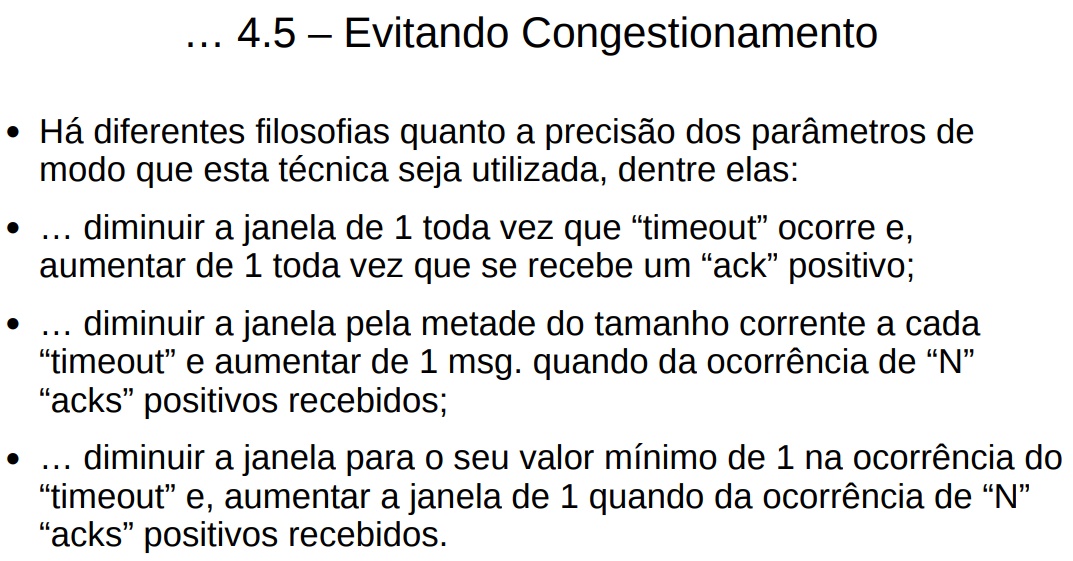 … 4.5 – Evitando Congestionamento
• Há diferentes filosofias quanto a precisão dos parâmetros de
modo que esta técnica seja utilizada, dentre elas:
• … diminuir a janela de 1 toda vez que “timeout” ocorre e,
aumentar de 1 toda vez que se recebe um “ack” positivo;
• … diminuir a janela pela metade do tamanho corrente a cada
“timeout” e aumentar de 1 msg. quando da ocorrência de “N”
“acks” positivos recebidos;
• … diminuir a janela para o seu valor mínimo de 1 na ocorrência do
“timeout” e, aumentar a janela de 1 quando da ocorrência de “N”
“acks” positivos recebidos.